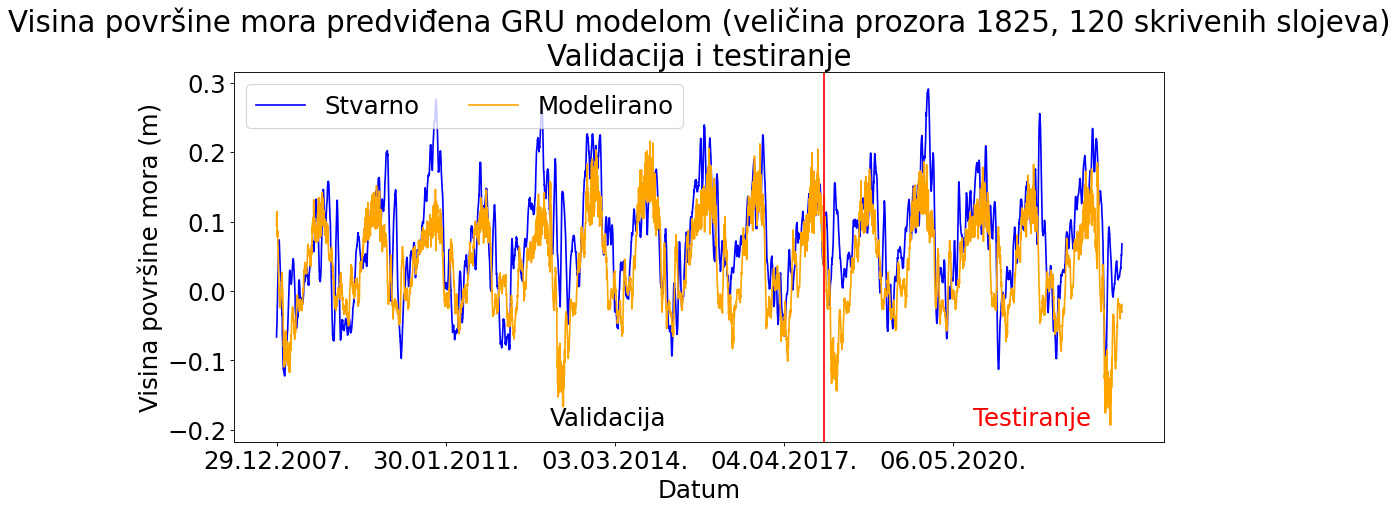 Visina površine mora predviđena GRU modelom (veličina prozora 1825, 120 skrivenih slojeva)
Validacija i testiranje
Stvarno Modelirano
Visina površine mora (m)
0.3
0.2
0.1
0.0
−0.1
−0.2
Validacija Testiranje
29.12.2007. 30.01.2011. 03.03.2014. 04.04.2017. 06.05.2020.
Datum